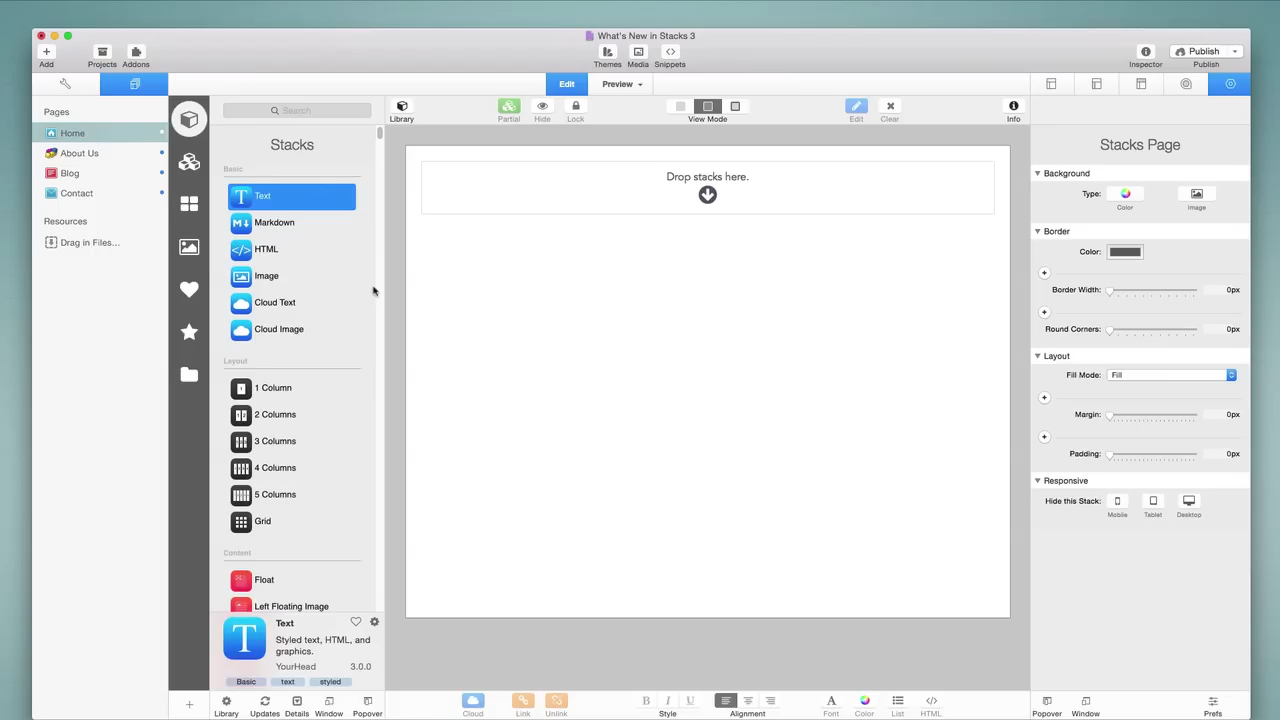 What's New in Stacks 3
Add
Projects
Addons
Themes
Media
Snippets
Inspector
Publish
Publish
Edit
Preview
Pages
Home
About Us
Blog
Contact
Resources
Drag in Files...
Search
Stacks
Basic
Text
Markdown
HTML
Image
Cloud Text
Cloud Image
Layout
1 Column
2 Columns
3 Columns
4 Columns
5 Columns
Grid
Content
Float
Left Floating Image
Text
Styled text, HTML, and
graphics.
YourHead 3.0.0
Basic text styled
Library Updates Details Window Popover
Library
Partial Hide Lock
View Mode
Edit Clear
Info
Drop stacks here.
Cloud Link Unlink
B I U
Style Alignment
A
Font Color List HTML
Stacks Page
Background
Type:
Color Image
Border
Color:
Border Width: 0px
Round Corners: 0px
Layout
Fill Mode: Fill
Margin: 0px
Padding: 0px
Responsive
Hide this Stack:
Mobile Tablet Desktop
Popover Window Prefs